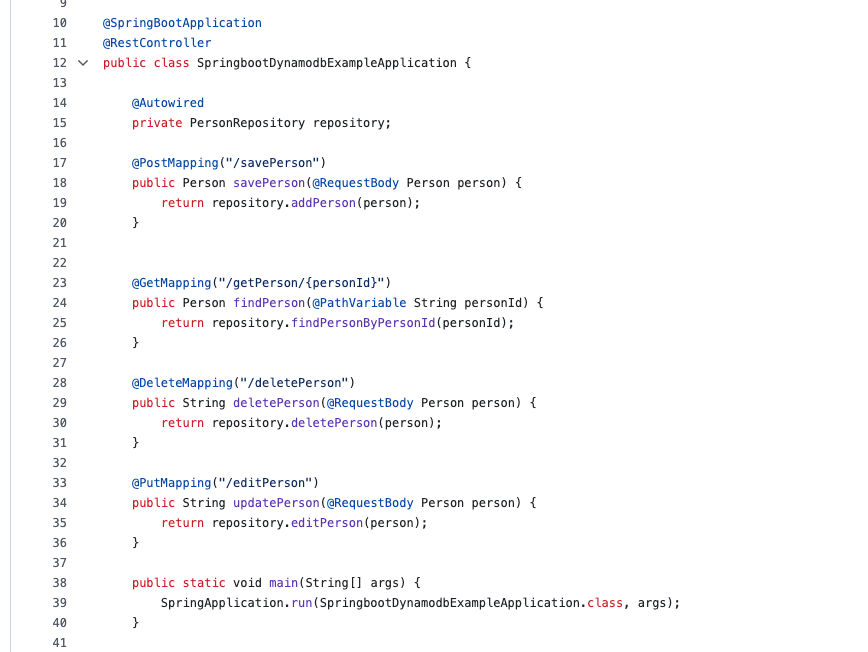 9
10 @SpringBootApplication
11 @RestController
12 public class SpringbootDynamodbExampleApplication {
13
14 @Autowired
15 private PersonRepository repository;
16
17 @PostMapping("/savePerson")
18 public Person savePerson(@RequestBody Person person) {
19 return repository.addPerson(person);
20 }
21
22
23 @GetMapping("/getPerson/{personId}")
24 public Person findPerson(@PathVariable String personId) {
25 return repository.findPersonByPersonId(personId);
26 }
27
28 @DeleteMapping("/deletePerson")
29 public String deletePerson(@RequestBody Person person) {
30 return repository.deletePerson(person);
31 }
32
33 @PutMapping("/editPerson")
34 public String updatePerson(@RequestBody Person person) {
35 return repository.editPerson(person);
36 }
37
38 public static void main(String[] args) {
39 SpringApplication.run(SpringbootDynamodbExampleApplication.class, args);
40 }
41